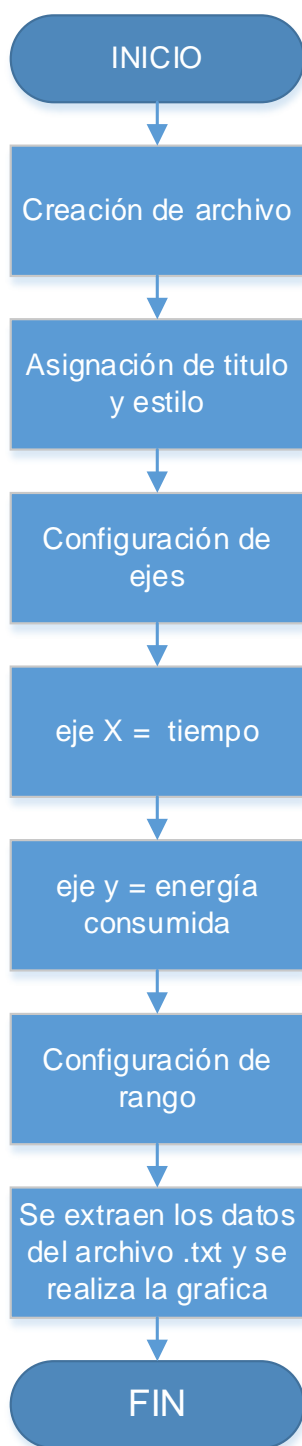 INICIO
Creación de archivo
Asignación de titulo
y estilo
Configuración de
ejes
eje X = tiempo
eje y = energía
consumida
Configuración de
rango
Se extraen los datos
del archivo .txt y se
realiza la grafica
FIN